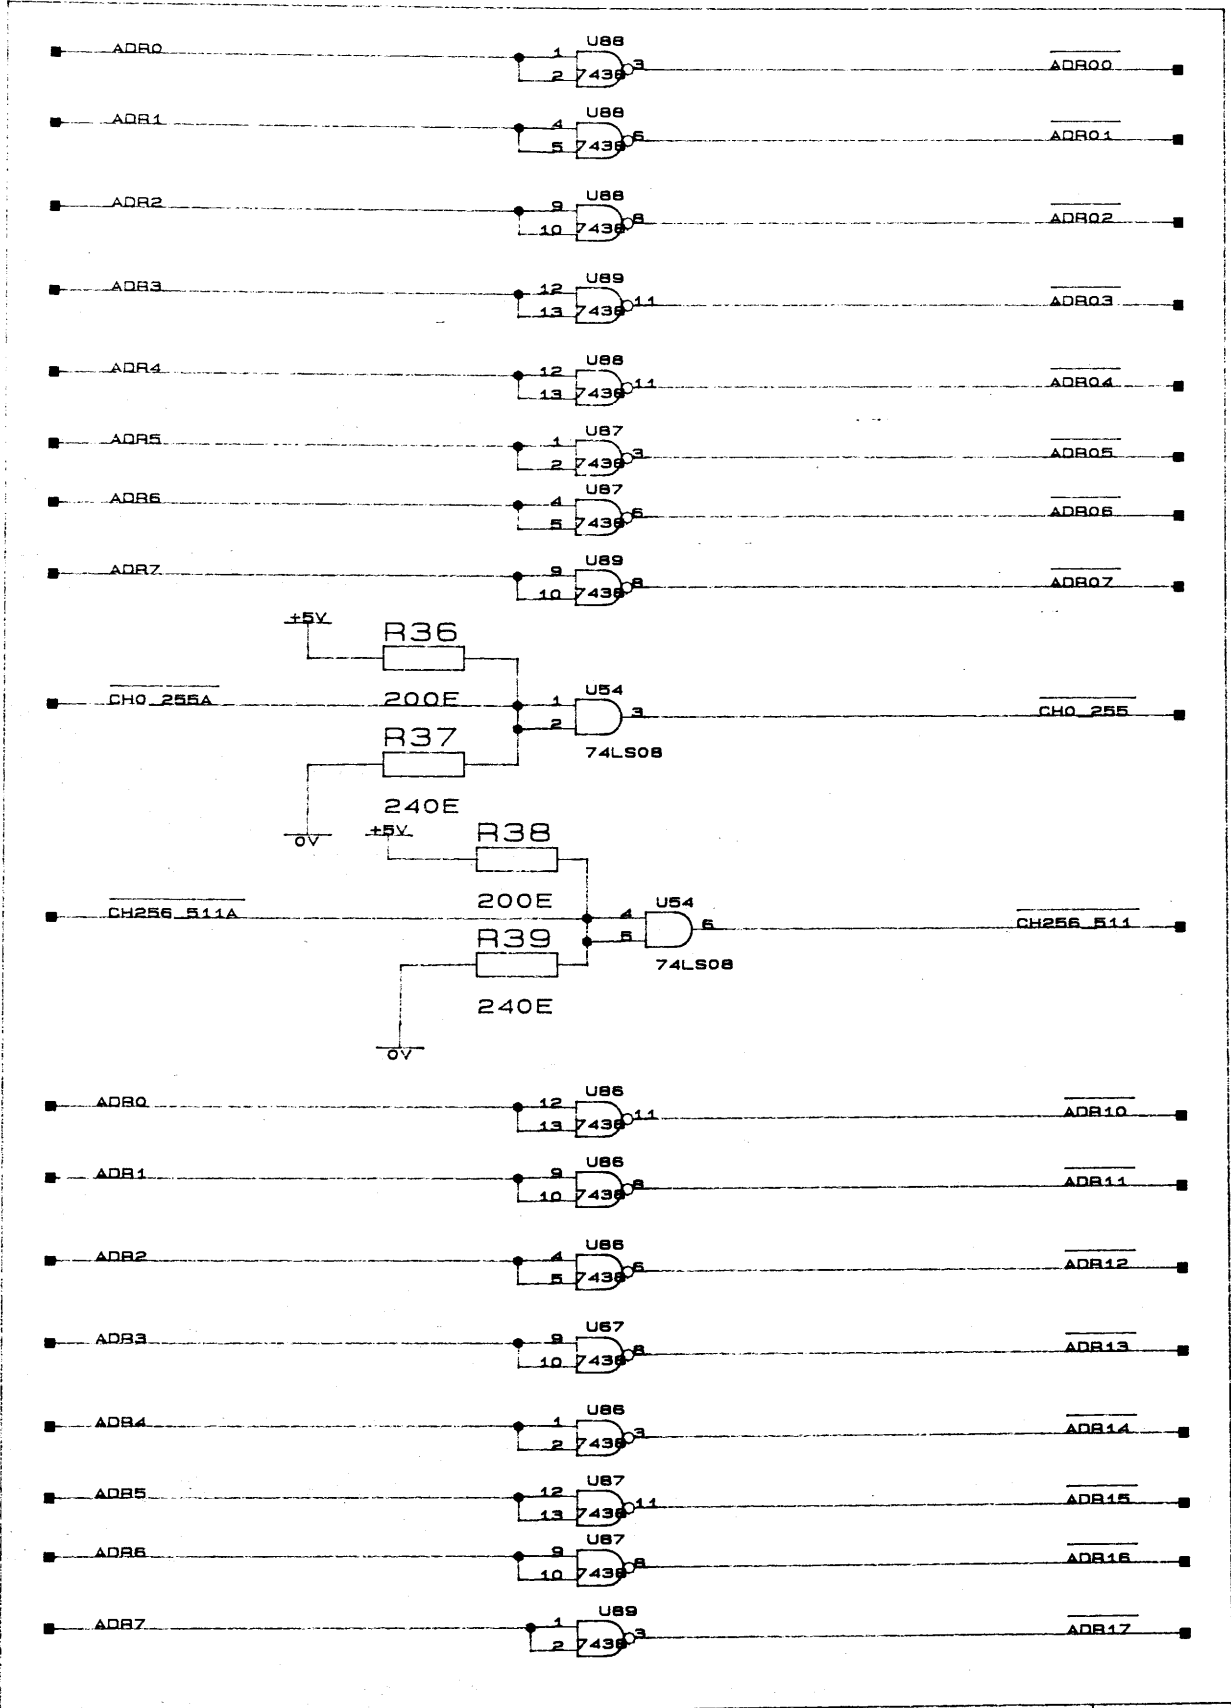 U88
ADR0 1 3 ADR00
2 7438
U88
ADR1 4 6 ADR01
5 7438
U88
ADR2 9 8 ADR02
10 7438
U89
ADR3 12 11 ADR03
13 7438
U88
ADR4 12 11 ADR04
13 7438
U87
ADR5 1 3 ADR05
2 7438
U87
ADR6 4 6 ADR06
5 7438
U89
ADR7 9 8 ADR07
10 7438
+5V
R36
CH0_255A 200E 1 U54 3 CH0_255
2
R37
74LS08
240E
0V
+5V
R38
CH256_511A 200E 4 U54 6 CH256_511
5
R39
74LS08
240E
0V
U86
ADR0 12 11 ADR10
13 7438
U86
ADR1 9 8 ADR11
10 7438
U86
ADR2 4 6 ADR12
5 7438
U67
ADR3 9 8 ADR13
10 7438
U86
ADR4 1 3 ADR14
2 7438
U87
ADR5 12 11 ADR15
13 7438
U87
ADR6 9 8 ADR16
10 7438
U89
ADR7 1 3 ADR17
2 7438